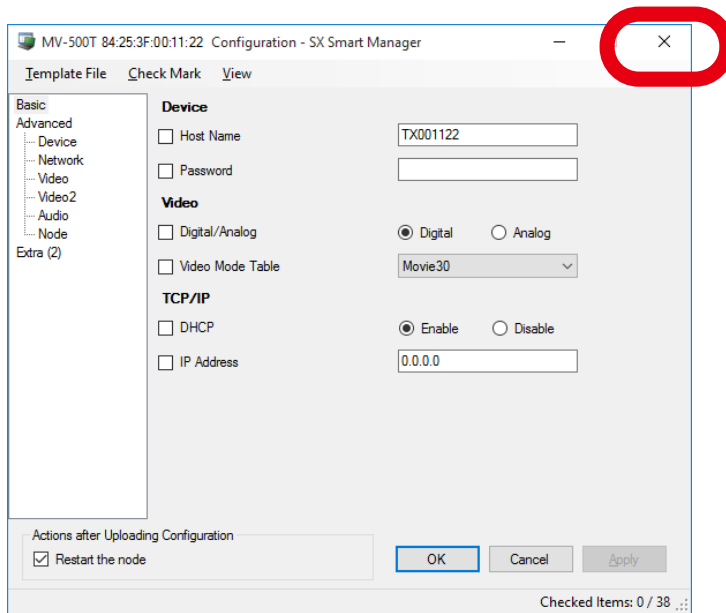 MV-500T 84:25:3F:00:11:22 Configuration - SX Smart Manager
Template File Check Mark View
Basic
Advanced
Device
Network
Video
Video2
Audio
Node
Extra (2)
Device
Host Name TX001122
Password
Video
Digital/Analog Digital Analog
Video Mode Table Movie30
TCP/IP
DHCP Enable Disable
IP Address 0.0.0.0
Actions after Uploading Configuration
Restart the node
OK Cancel Apply
Checked Items: 0 / 38